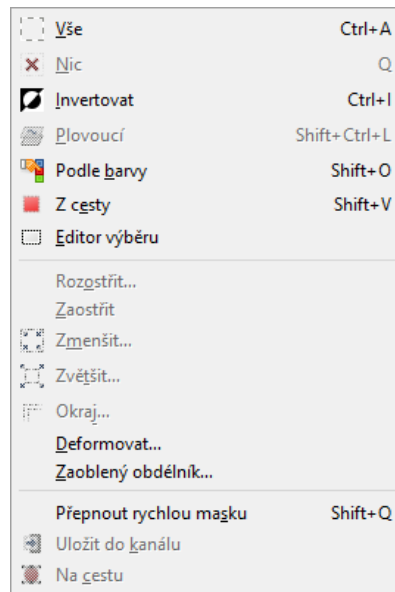 Vše Ctrl+A
Nic Q
Invertovat Ctrl+I
Plovoucí Shift+Ctrl+L
Podle barvy Shift+O
Z cesty Shift+V
Editor výběru
Rozostřit...
Zaostřit
Zmenšit...
Zvětšit...
Okraj...
Deformovat...
Zaoblený obdélník...
Přepnout rychlou masku Shift+Q
Uložit do kanálu
Na cestu